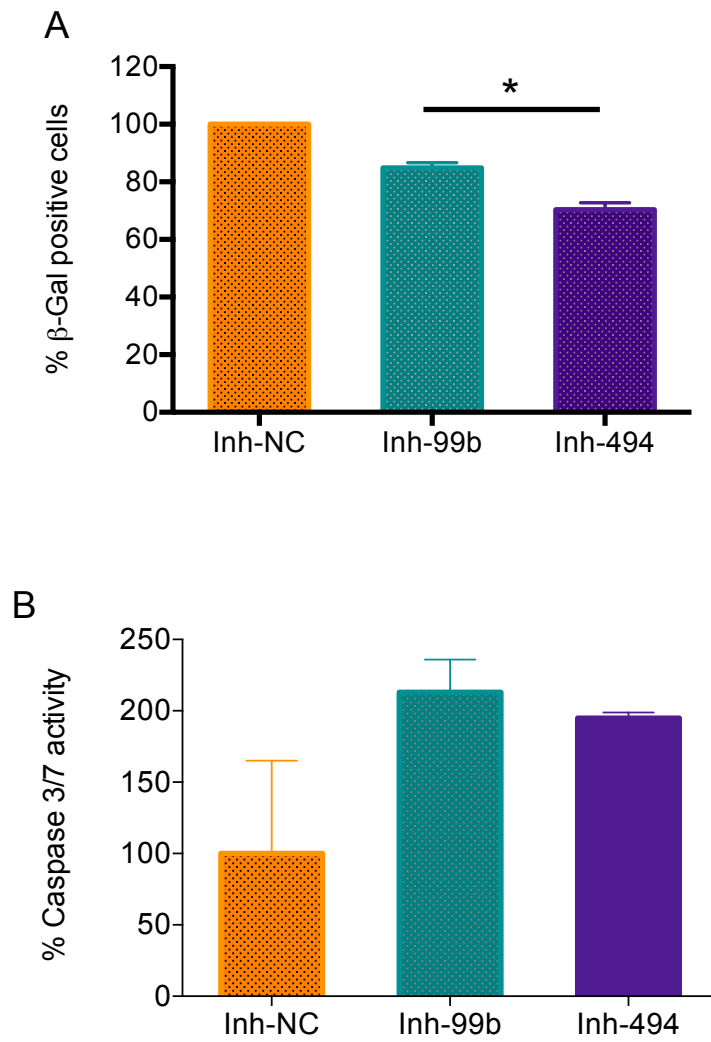 A
% β-Gal positive cells
120
100
80
60
40
20
0
*
Inh-NC Inh-99b Inh-494
B
% Caspase 3/7 activity
250
200
150
100
50
0
Inh-NC Inh-99b Inh-494